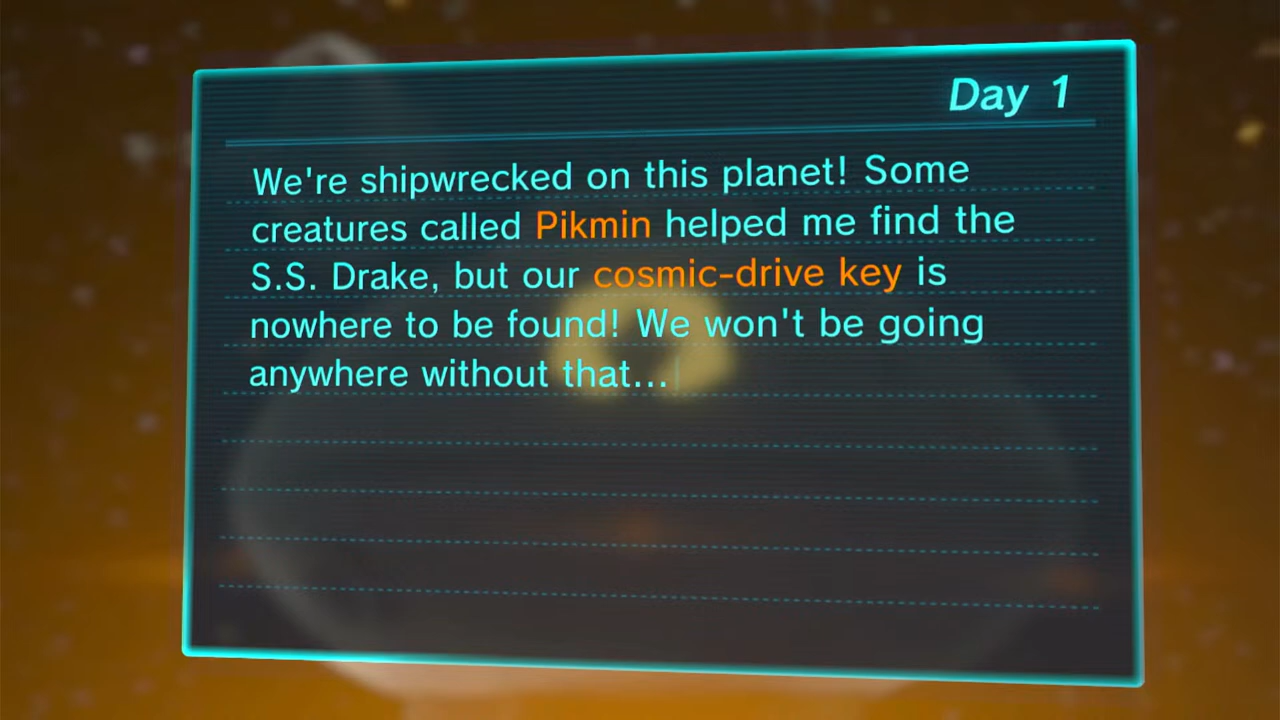 Day 1
We're shipwrecked on this planet! Some
creatures called Pikmin helped me find the
S.S. Drake, but our cosmic-drive key is
nowhere to be found! We won't be going
anywhere without that...